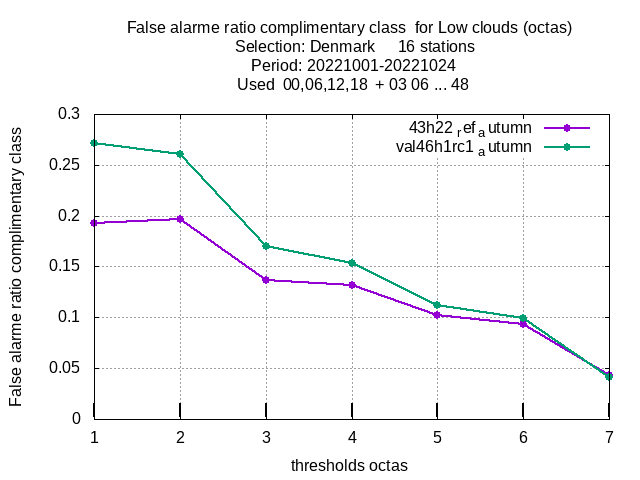 False alarme ratio complimentary class  for Low clouds (octas)
Selection: Denmark     16 stations
Period: 20221001-20221024
Used  00,06,12,18  + 03 06 ... 48
False alarme ratio complimentary class
43h22 ref a utumn
val46h1rc1 a utumn
0.3
0.25
0.2
0.15
0.1
0.05
0
1 2 3 4 5 6 7
thresholds octas